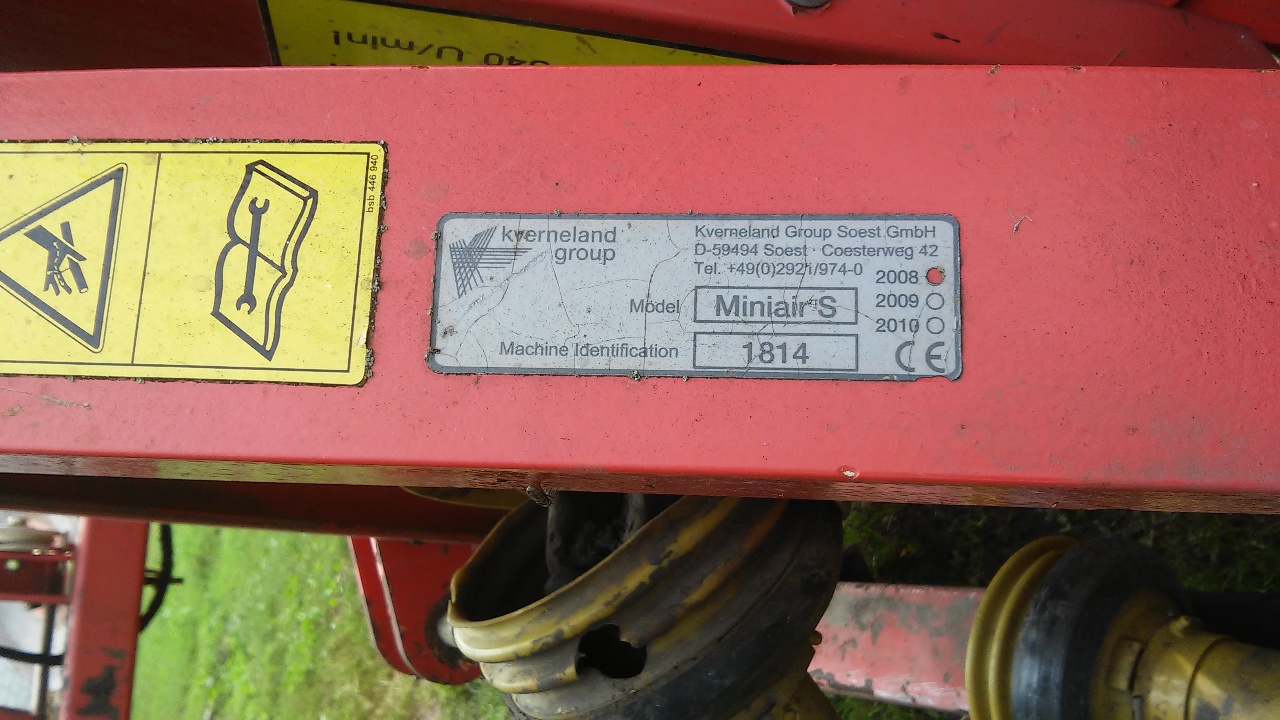 540 U/min!
bsb 446 940
kverneland
group
Kverneland Group Soest GmbH
D-59494 Soest · Coesterweg 42
Tel. +49(0)2921/974-0
2008
2009
2010
Model Miniair S
Machine Identification 1814
CE